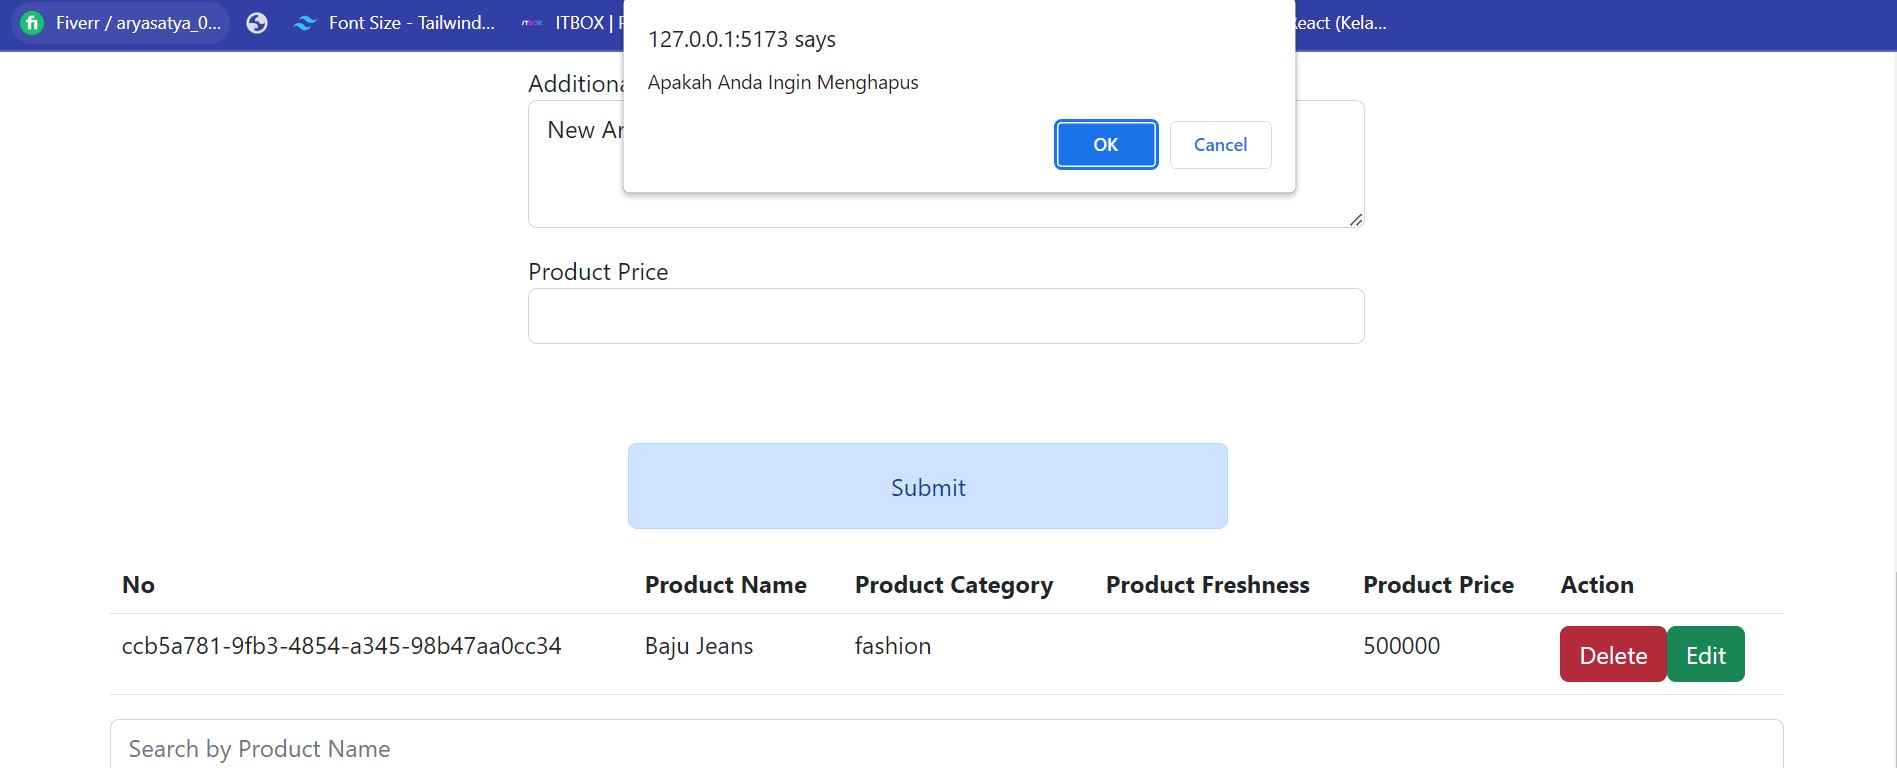 Fiverr / aryasatya_0... Font Size - Tailwind... ITBOX | React (Kela...
127.0.0.1:5173 says
Apakah Anda Ingin Menghapus
OK Cancel
Additiona
New Ar
Product Price
Submit
No Product Name Product Category Product Freshness Product Price Action
ccb5a781-9fb3-4854-a345-98b47aa0cc34 Baju Jeans fashion 500000 Delete Edit
Search by Product Name